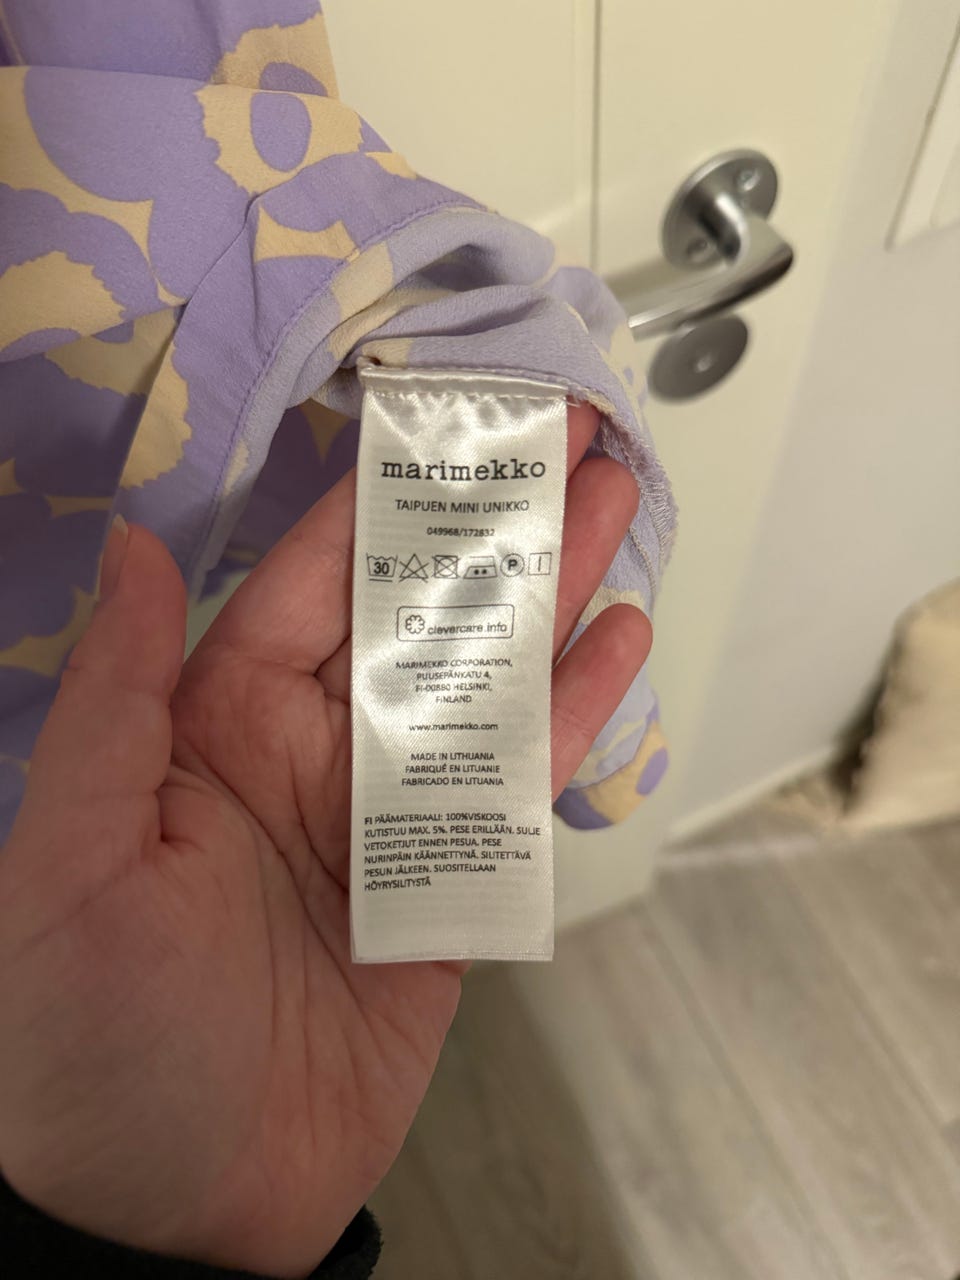 marimekko
TAIPUEN MINI UNIKKO
049968/172832
30 P
clevercare.info
MARIMEKKO CORPORATION,
PUUSEPÄNKATU 4,
FI-00880 HELSINKI,
FINLAND
www.marimekko.com
MADE IN LITHUANIA
FABRIQUÉ EN LITUANIE
FABRICADO EN LITUANIA
FI PÄÄMATERIAALI: 100%VISKOOSI
KUTISTUU MAX. 5%. PESE ERILLÄÄN. SULJE
VETOKETJUT ENNEN PESUA. PESE
NURINPÄIN KÄÄNNETTYNÄ. SILITETTÄVÄ
PESUN JÄLKEEN. SUOSITELLAAN
HÖYRYSILITYSTÄ